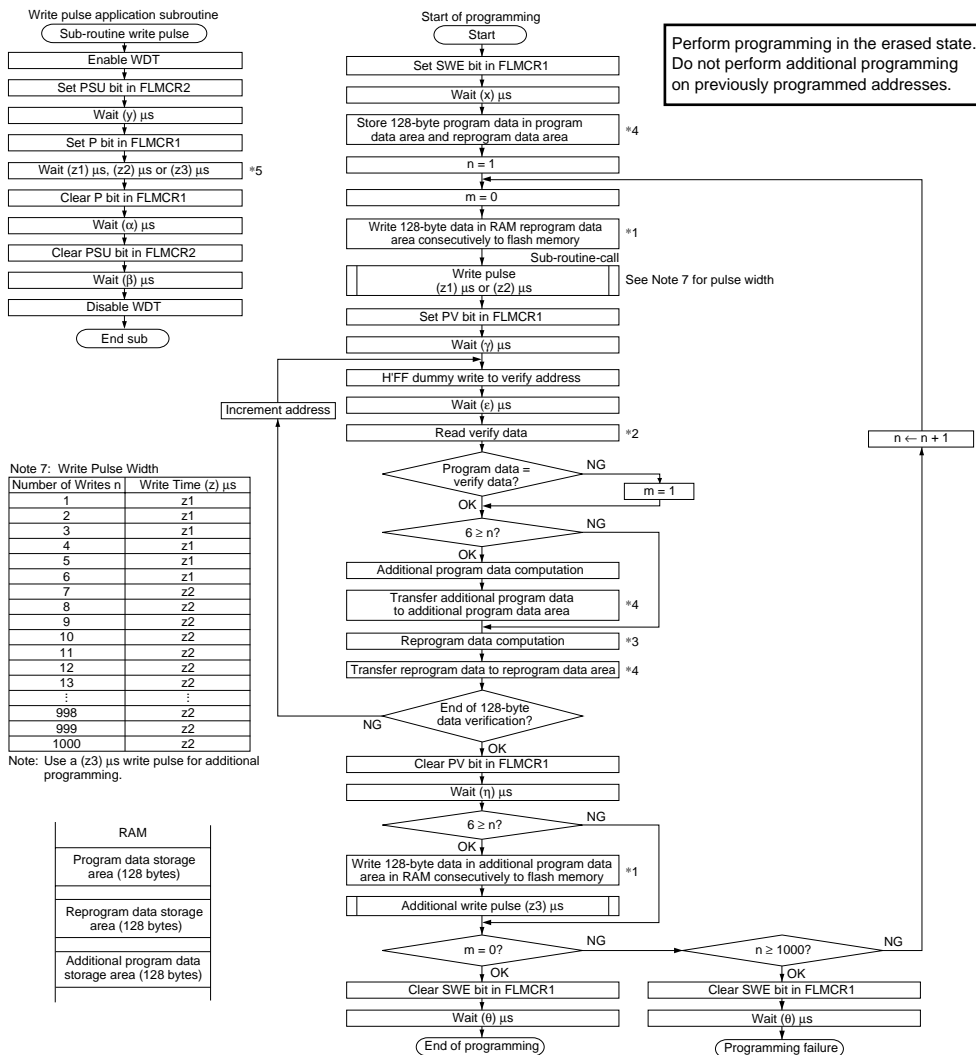 Write pulse application subroutine
Sub-routine write pulse
Enable WDT
Set PSU bit in FLMCR2
Wait (y) μs
Set P bit in FLMCR1
Wait (z1) μs, (z2) μs or (z3) μs
*5
Clear P bit in FLMCR1
Wait (α) μs
Clear PSU bit in FLMCR2
Wait (β) μs
Disable WDT
End sub
Start of programming
Start
Set SWE bit in FLMCR1
Wait (x) μs
Store 128-byte program data in program
data area and reprogram data area
*4
n = 1
m = 0
Write 128-byte data in RAM reprogram data
area consecutively to flash memory
*1
Sub-routine-call
Write pulse
(z1) μs or (z2) μs
See Note 7 for pulse width
Set PV bit in FLMCR1
Wait (γ) μs
H'FF dummy write to verify address
Wait (ε) μs
Read verify data
*2
Increment address
Program data =
verify data?
NG
m = 1
OK
6 ≥ n?
NG
OK
Additional program data computation
Transfer additional program data
to additional program data area
*4
Reprogram data computation
*3
Transfer reprogram data to reprogram data area
*4
End of 128-byte
data verification?
NG
OK
Clear PV bit in FLMCR1
Wait (η) μs
6 ≥ n?
NG
OK
Write 128-byte data in additional program data
area in RAM consecutively to flash memory
*1
Additional write pulse (z3) μs
m = 0?
NG
OK
Clear SWE bit in FLMCR1
Wait (θ) μs
End of programming
n ≥ 1000?
NG
OK
Clear SWE bit in FLMCR1
Wait (θ) μs
Programming failure
n ← n + 1
Perform programming in the erased state.
Do not perform additional programming
on previously programmed addresses.
Note 7: Write Pulse Width
Number of Writes n Write Time (z) μs
1 z1
2 z1
3 z1
4 z1
5 z1
6 z1
7 z2
8 z2
9 z2
10 z2
11 z2
12 z2
13 z2
⋮ ⋮
998 z2
999 z2
1000 z2
Note: Use a (z3) μs write pulse for additional
programming.
RAM
Program data storage
area (128 bytes)
Reprogram data storage
area (128 bytes)
Additional program data
storage area (128 bytes)